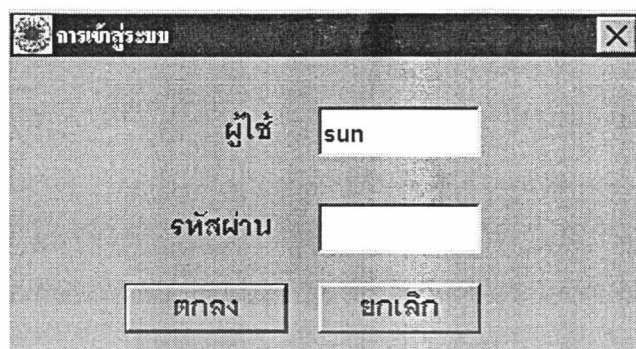 การเข้าสู่ระบบ
ผู้ใช้ sun
รหัสผ่าน
ตกลง ยกเลิก